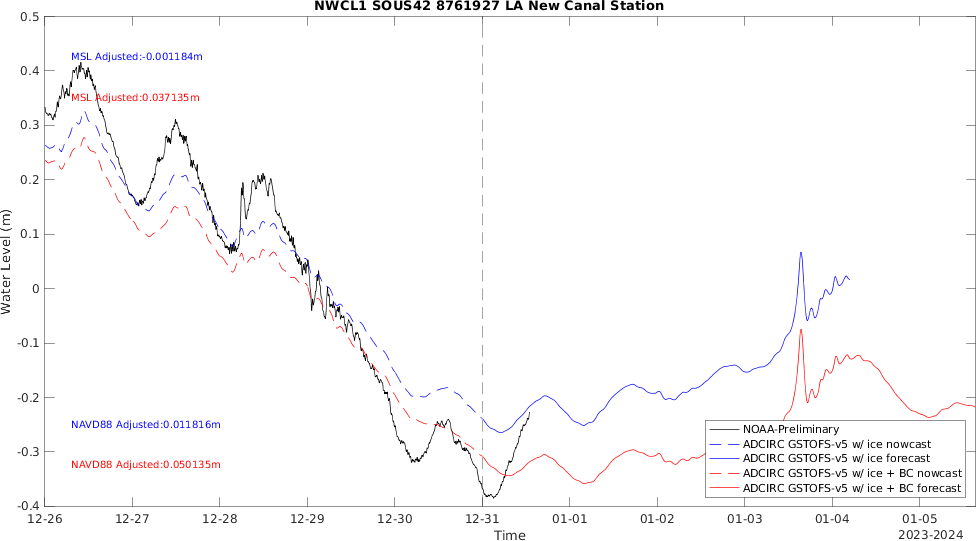 NWCL1 SOUS42 8761927 LA New Canal Station
0.5
0.4
0.3
0.2
0.1
0
-0.1
-0.2
-0.3
-0.4
Water Level (m)
MSL Adjusted:-0.001184m
MSL Adjusted:0.037135m
NAVD88 Adjusted:0.011816m
NAVD88 Adjusted:0.050135m
NOAA-Preliminary
ADCIRC GSTOFS-v5 w/ ice nowcast
ADCIRC GSTOFS-v5 w/ ice forecast
ADCIRC GSTOFS-v5 w/ ice + BC nowcast
ADCIRC GSTOFS-v5 w/ ice + BC forecast
12-26 12-27 12-28 12-29 12-30 12-31 01-01 01-02 01-03 01-04 01-05
Time
2023-2024